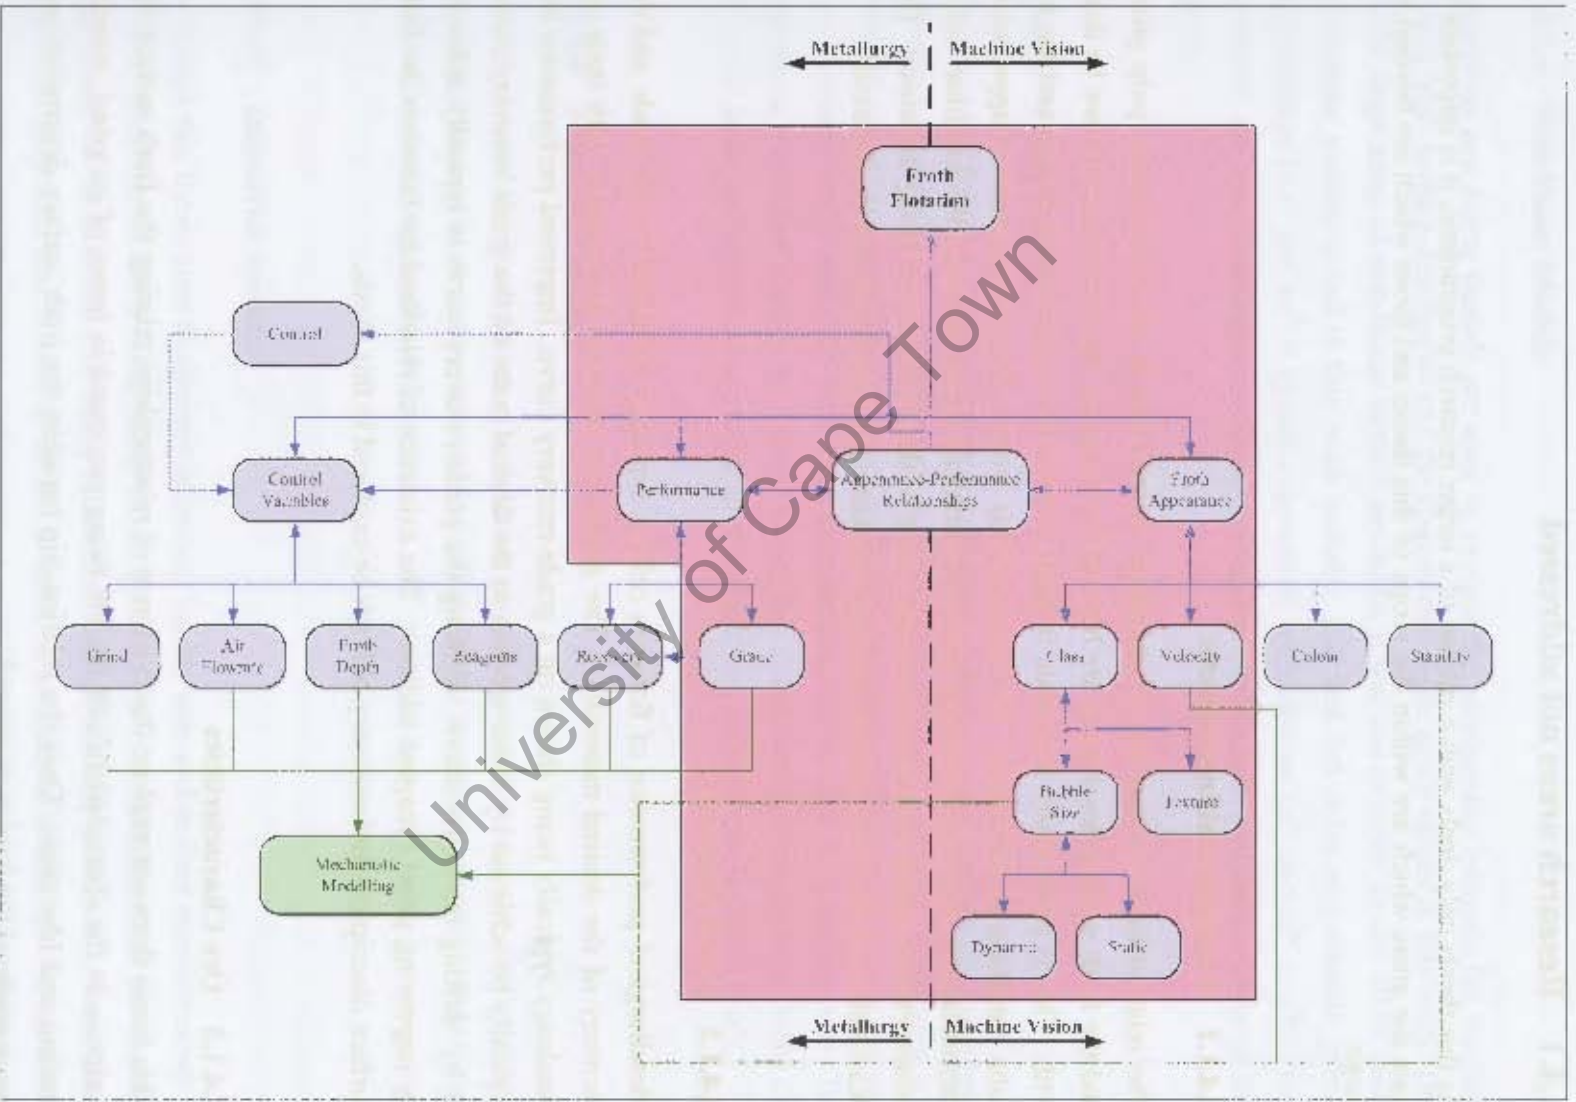 Metallurgy
Machine Vision
Froth
Flotation
Control
Control
Variables
Performance
Appearance-Performance
Relationships
Froth
Appearance
Grind
Air
Flowrate
Froth
Depth
Reagents
Recovery
Grade
Class
Velocity
Colour
Stability
Bubble
Size
Texture
Mechanistic
Modelling
Dynamic
Static
Metallurgy
Machine Vision
University of Cape Town